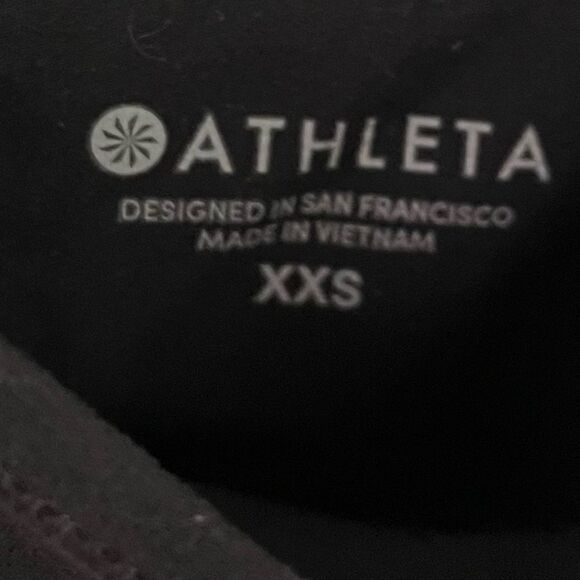 ATHLETA
DESIGNED IN SAN FRANCISCO
MADE IN VIETNAM
XXS